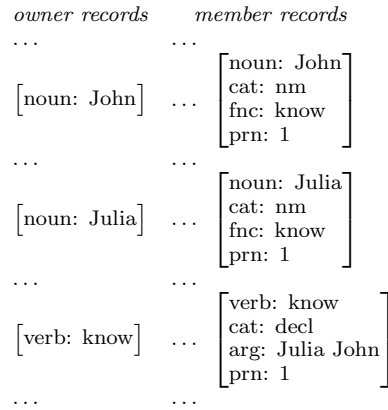 owner records member records
... ...
[noun: John] ... [noun: John
cat: nm
fnc: know
prn: 1]
... ...
[noun: Julia] ... [noun: Julia
cat: nm
fnc: know
prn: 1]
... ...
[verb: know] ... [verb: know
cat: decl
arg: Julia John
prn: 1]
... ...